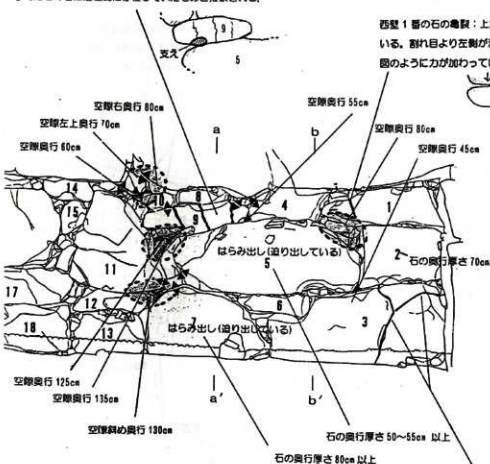 西壁1番の石の亀裂：上
いる。割れ目より左側が
図のように力が加わってい
9
支え
5
空隙右奥行 80cm
空隙左上奥行 70cm
空隙奥行 60cm
a
b
空隙奥行 55cm
空隙奥行 80cm
空隙奥行 45cm
14
15
10
8
9
4
1
はらみ出し(迫り出している)
5
2
石の奥行厚さ 70cm
11
17
12
6
3
7
はらみ出し(迫り出している)
18
13
空隙奥行 125cm
空隙奥行 135cm
空隙斜め奥行 130cm
a'
b'
石の奥行厚さ 50〜55cm 以上
石の奥行厚さ 80cm 以上